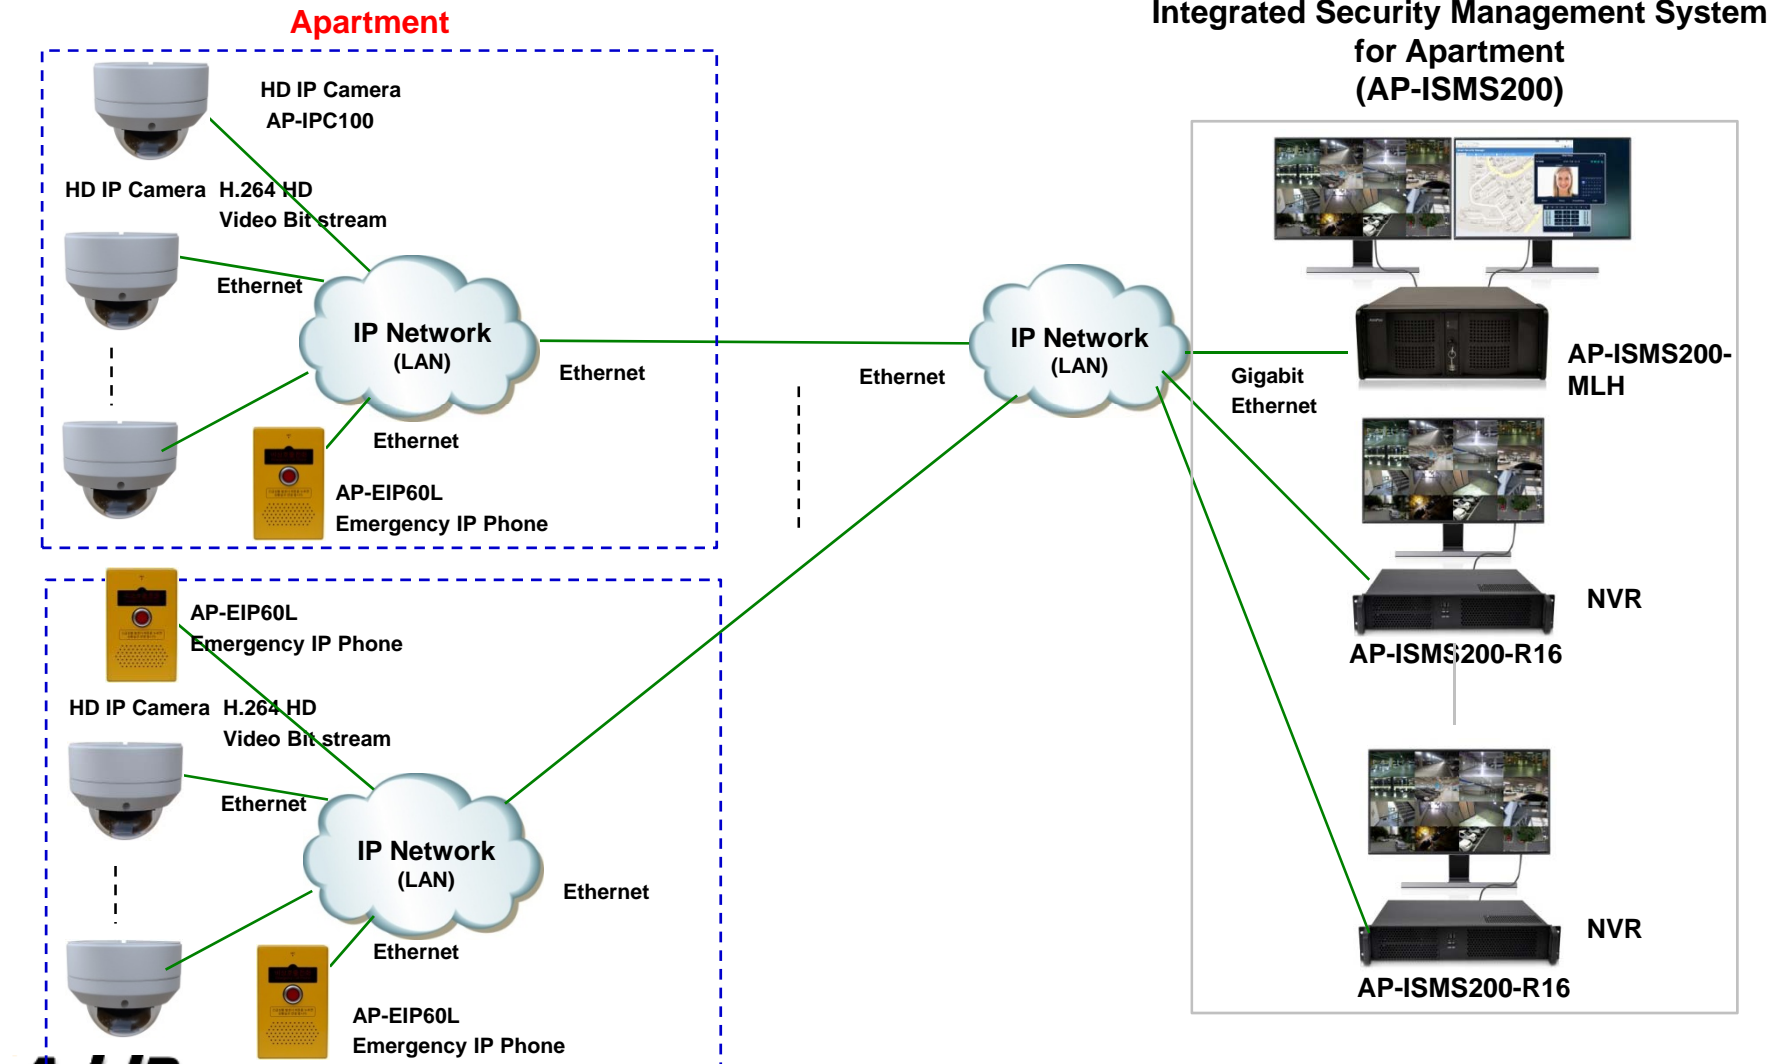 Apartment
Integrated Security Management System
for Apartment
(AP-ISMS200)
HD IP Camera
AP-IPC100
HD IP Camera
H.264 HD
Video Bit stream
Ethernet
IP Network
(LAN)
Ethernet
Ethernet
AP-EIP60L
Emergency IP Phone
Ethernet
IP Network
(LAN)
Gigabit
Ethernet
AP-ISMS200-
MLH
NVR
AP-ISMS200-R16
NVR
AP-ISMS200-R16
AP-EIP60L
Emergency IP Phone
HD IP Camera
H.264 HD
Video Bit stream
Ethernet
IP Network
(LAN)
Ethernet
Ethernet
AP-EIP60L
Emergency IP Phone